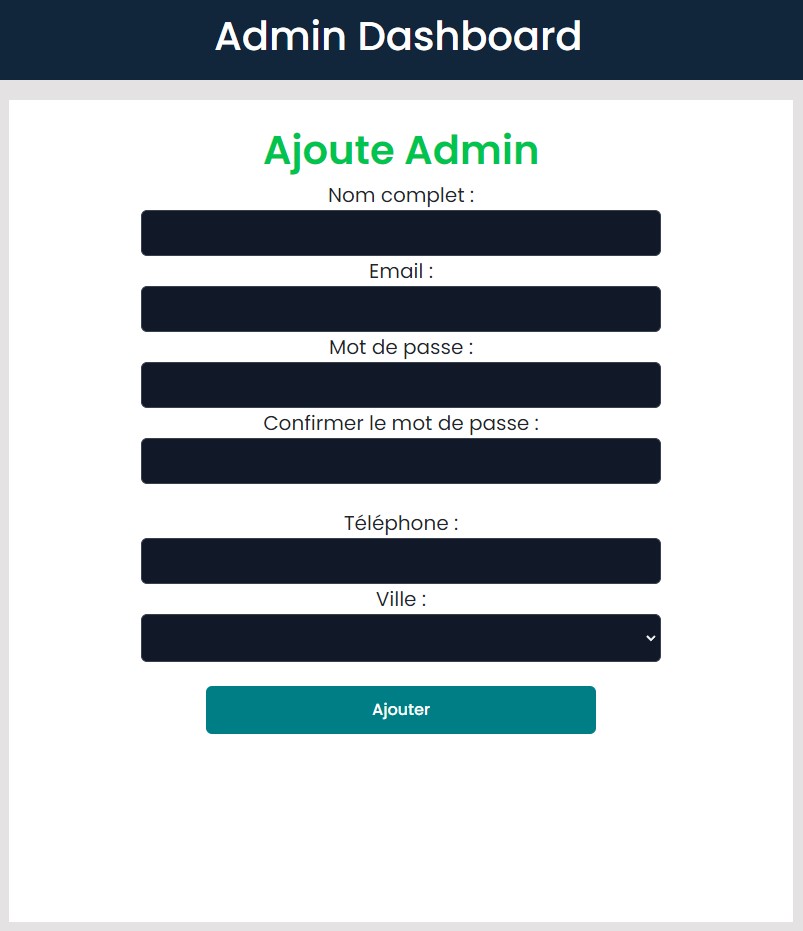 Admin Dashboard
Ajoute Admin
Nom complet :
Email :
Mot de passe :
Confirmer le mot de passe :
Téléphone :
Ville :
Ajouter